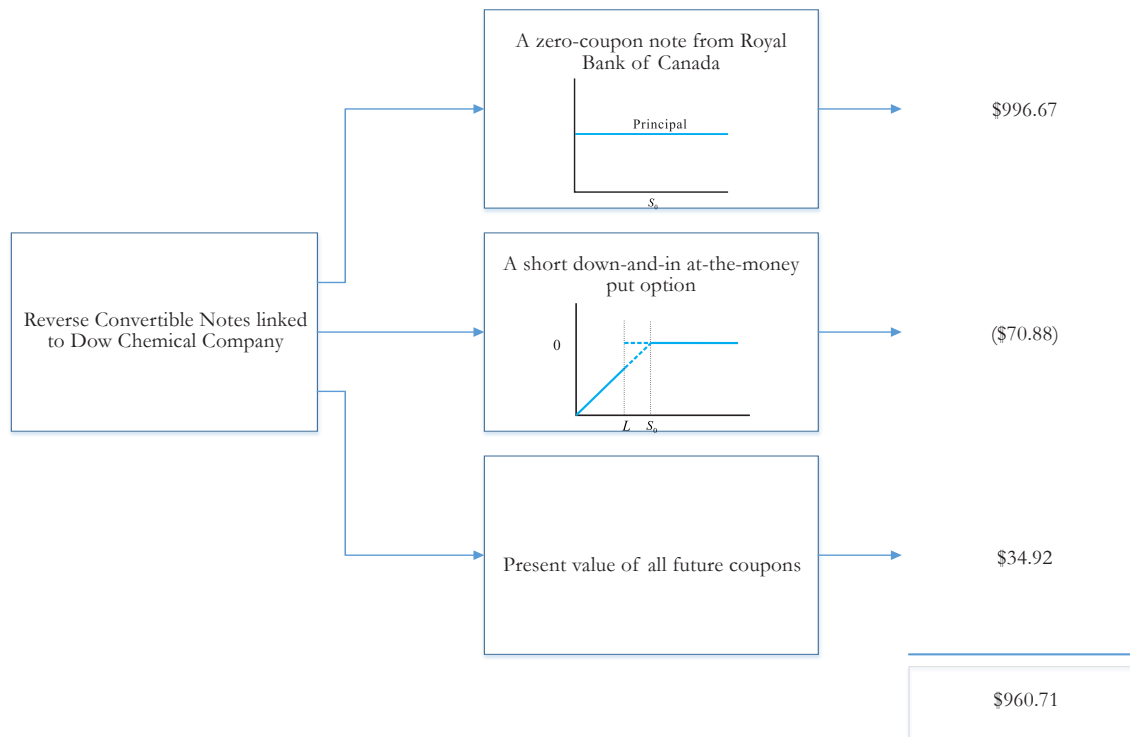 A zero-coupon note from Royal
Bank of Canada
Principal
S₀
$996.67
Reverse Convertible Notes linked
to Dow Chemical Company
A short down-and-in at-the-money
put option
0
L S₀
($70.88)
Present value of all future coupons
$34.92
$960.71